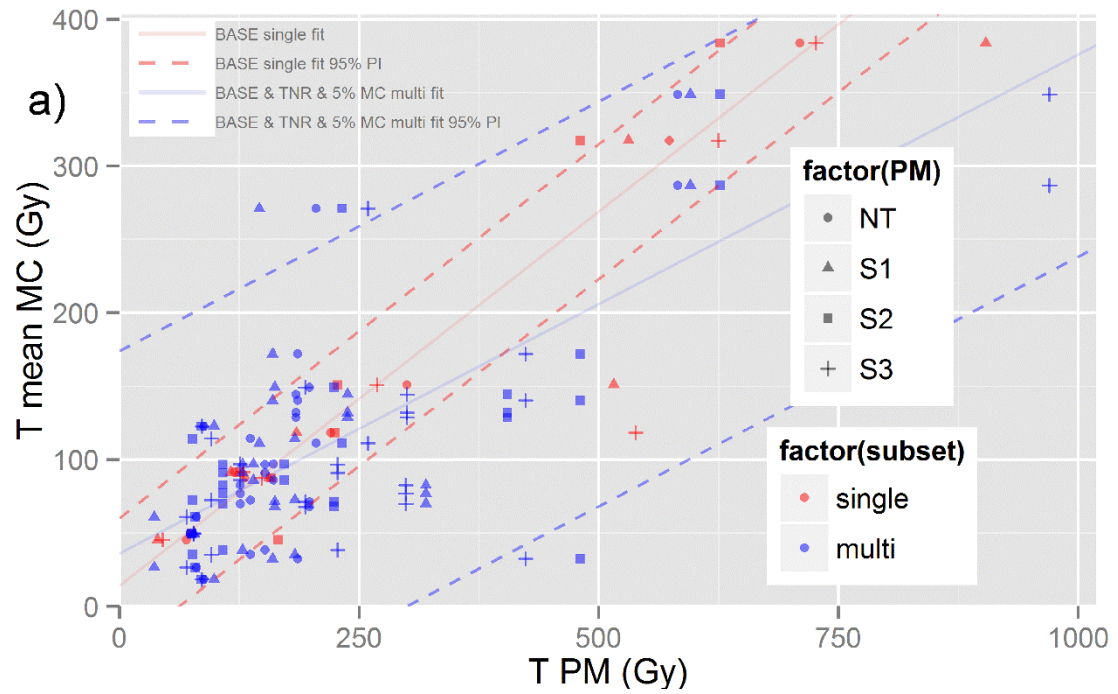 a)
BASE single fit
BASE single fit 95% PI
BASE & TNR & 5% MC multi fit
BASE & TNR & 5% MC multi fit 95% PI
400
300
200
100
0
T mean MC (Gy)
factor(PM)
NT
S1
S2
S3
factor(subset)
single
multi
0
250
500
750
1000
T PM (Gy)